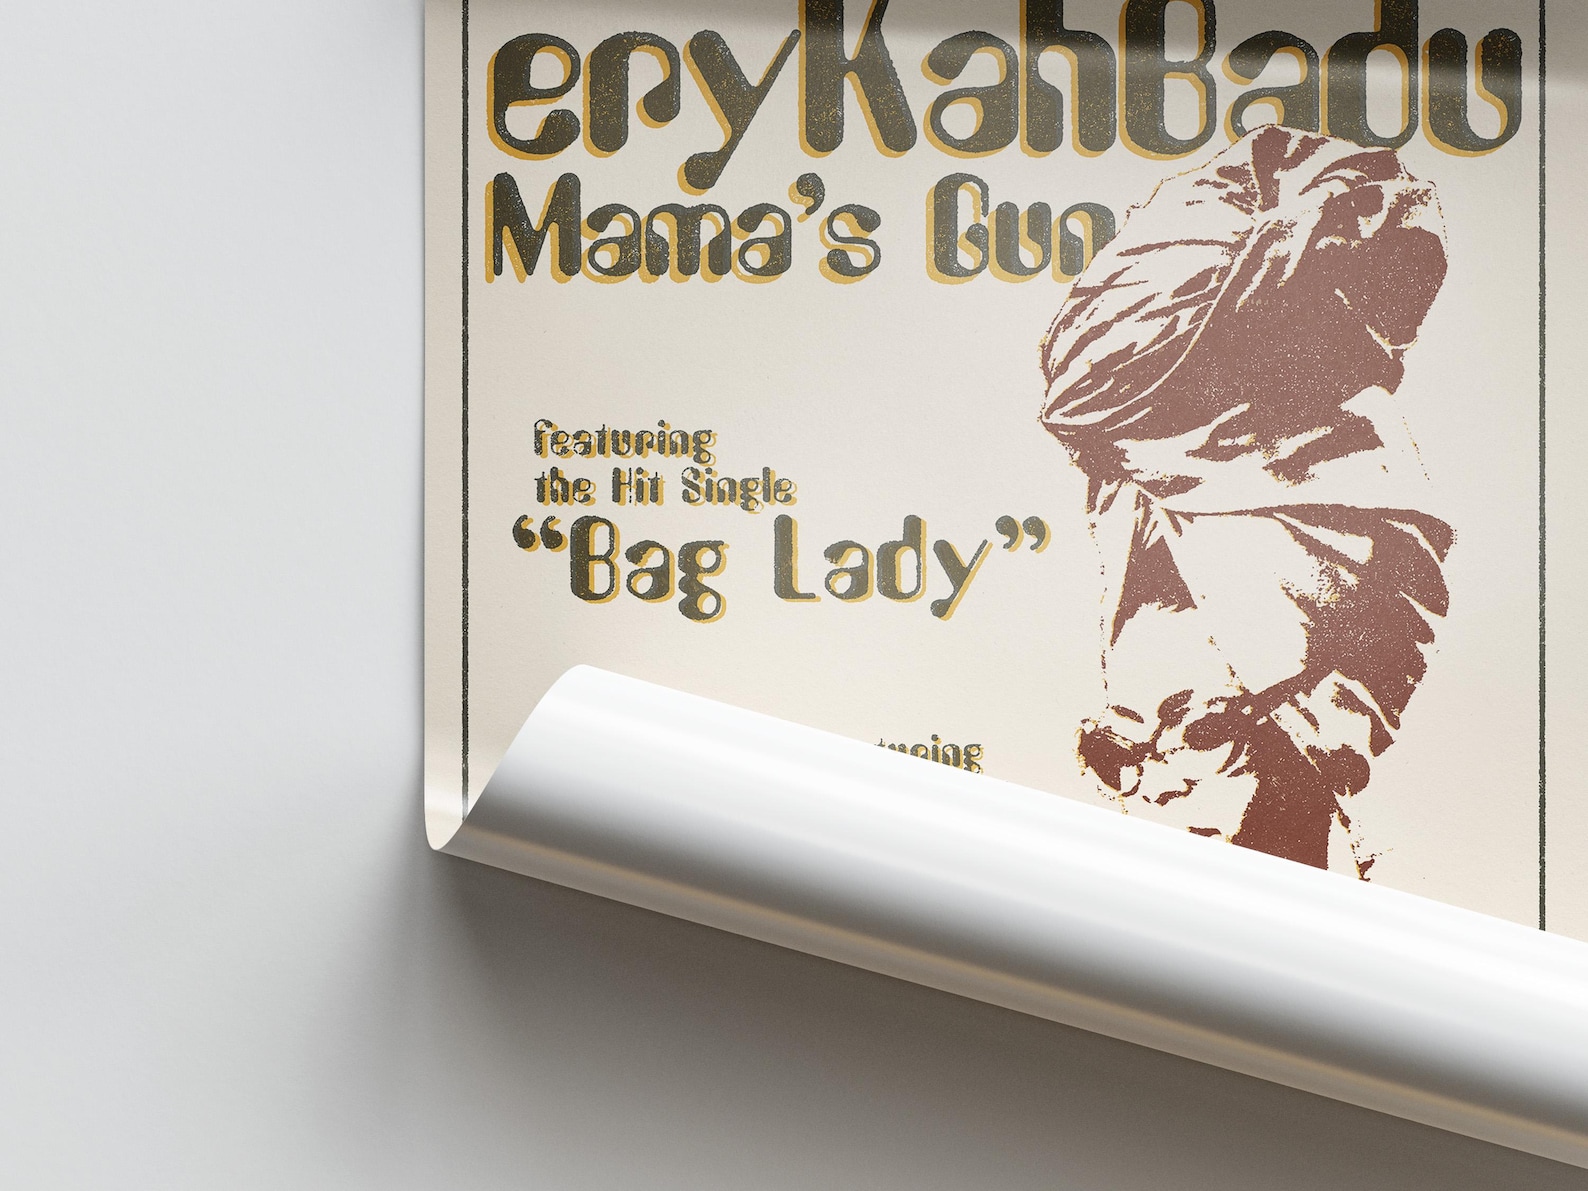 eryKahBadu
Mama's Gun
featuring
the Hit Single
“Bag Lady”